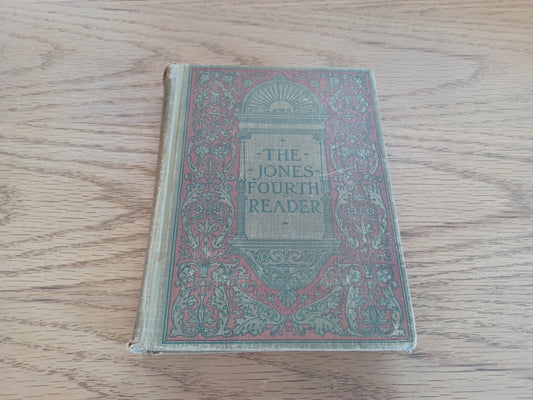 - THE -
- JONES -
FOURTH
READER